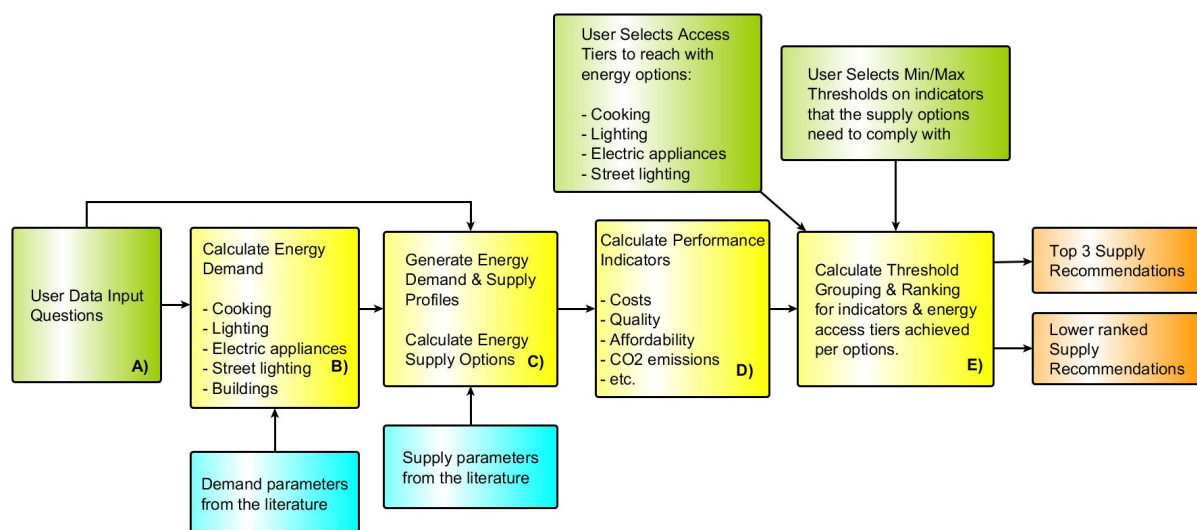 User Selects Access
Tiers to reach with
energy options:
- Cooking
- Lighting
- Electric appliances
- Street lighting
User Selects Min/Max
Thresholds on indicators
that the supply options
need to comply with
User Data Input
Questions
A)
Calculate Energy
Demand
- Cooking
- Lighting
- Electric appliances
- Street lighting
- Buildings
B)
Generate Energy
Demand & Supply
Profiles
Calculate Energy
Supply Options
C)
Calculate Performance
Indicators
- Costs
- Quality
- Affordability
- CO2 emissions
- etc.
D)
Calculate Threshold
Grouping & Ranking
for indicators & energy
access tiers achieved
per options.
E)
Top 3 Supply
Recommendations
Lower ranked
Supply
Recommendations
Demand parameters
from the literature
Supply parameters
from the literature